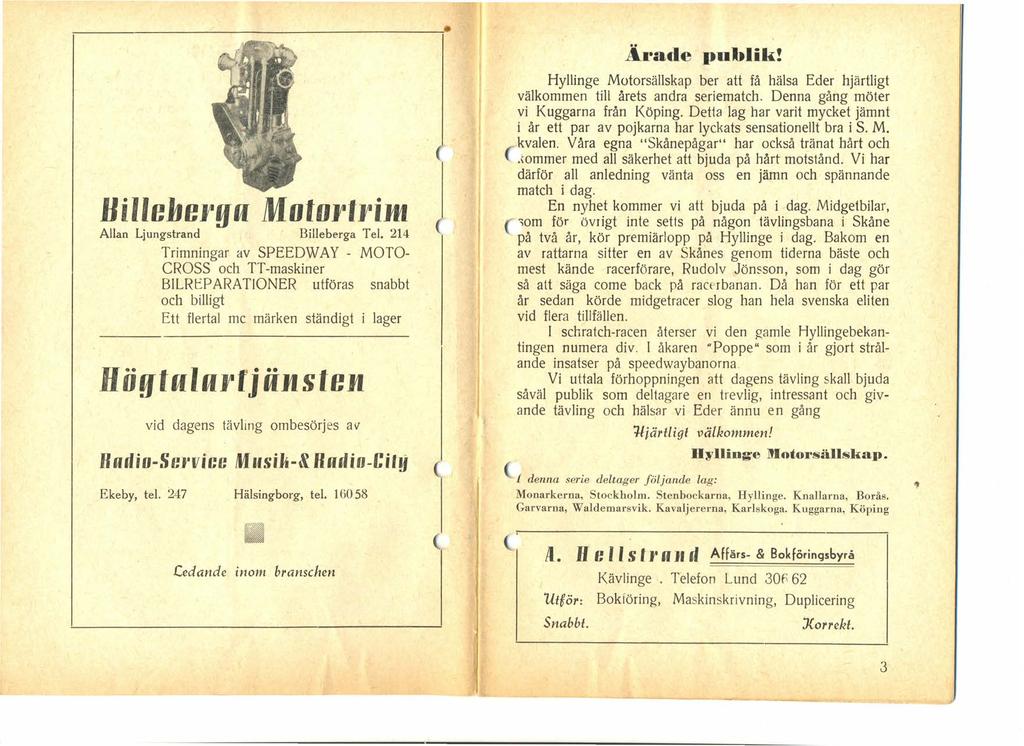 Billeberga Motortrim
Allan Ljungstrand Billeberga Tel. 214
Trimningar av SPEEDWAY - MOTO-
CROSS och TT-maskiner
BILREPARATIONER utföras snabbt
och billigt
Ett flertal mc märken ständigt i lager
Högtalartjänsten
vid dagens tävling ombesörjes av
Radio-Service Musik-& Radio-City
Ekeby, tel. 247 Hälsingborg, tel. 16058
Ledande inom branschen
Ärade publik!
Hyllinge Motorsällskap ber att få hälsa Eder hjärtligt
välkommen till årets andra seriematch. Denna gång möter
vi Kuggarna från Köping. Detta lag har varit mycket jämnt
i år ett par av pojkarna har lyckats sensationellt bra i S. M.
kvalen. Våra egna "Skånepågar" har också tränat hårt och
kommer med all säkerhet att bjuda på hårt motstånd. Vi har
därför all anledning vänta oss en jämn och spännande
match i dag.
En nyhet kommer vi att bjuda på i dag. Midgetbilar,
som för övrigt inte setts på någon tävlingsbana i Skåne
på två år, kör premiärlopp på Hyllinge i dag. Bakom en
av rattarna sitter en av Skånes genom tiderna bäste och
mest kände racerförare, Rudolv Jönsson, som i dag gör
så att säga come back på racerbanan. Då han för ett par
år sedan körde midgetracer slog han hela svenska eliten
vid flera tillfällen.
I schratch-racen återser vi den gamle Hyllingebekan-
tingen numera div. I åkaren "Poppe" som i år gjort strål-
ande insatser på speedwaybanorna
Vi uttala förhoppningen att dagens tävling skall bjuda
såväl publik som deltagare en trevlig, intressant och giv-
ande tävling och hälsar vi Eder ännu en gång
Hjärtligt välkommen!
Hyllinge Motorsällskap.
I denna serie deltager följande lag:
Monarkerna, Stockholm. Stenbockarna, Hyllinge. Knallarna, Borås.
Garvarna, Waldemarsvik. Kavaljererna, Karlskoga. Kuggarna, Köping
A. Hellstrand Affärs- & Bokföringsbyrå
Kävlinge . Telefon Lund 306 62
Utför: Bokföring, Maskinskrivning, Duplicering
Snabbt. Korrekt.
3